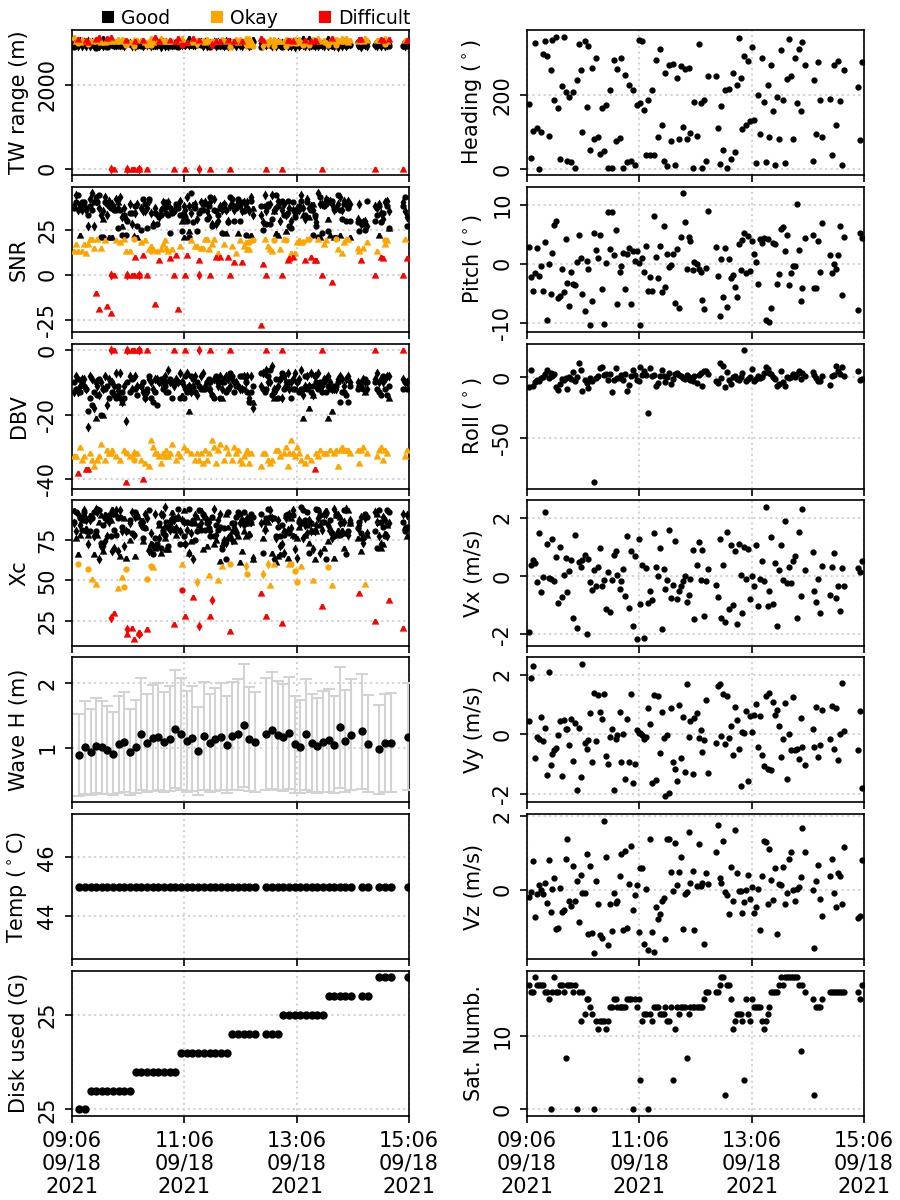 Good Okay Difficult
TW range (m)
2000
0
SNR
25
0
-25
DBV
0
-20
-40
Xc
75
50
25
Wave H (m)
2
1
Temp (°C)
46
44
Disk used (G)
25
25
09:06 11:06 13:06 15:06
09/18 09/18 09/18 09/18
2021 2021 2021 2021
Heading (°)
200
0
Pitch (°)
10
0
-10
Roll (°)
0
-50
Vx (m/s)
2
0
-2
Vy (m/s)
2
0
-2
Vz (m/s)
2
0
Sat. Numb.
10
0
09:06 11:06 13:06 15:06
09/18 09/18 09/18 09/18
2021 2021 2021 2021